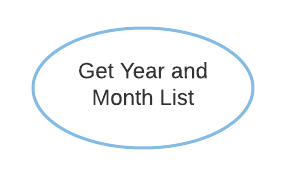 Get Year and
Month List